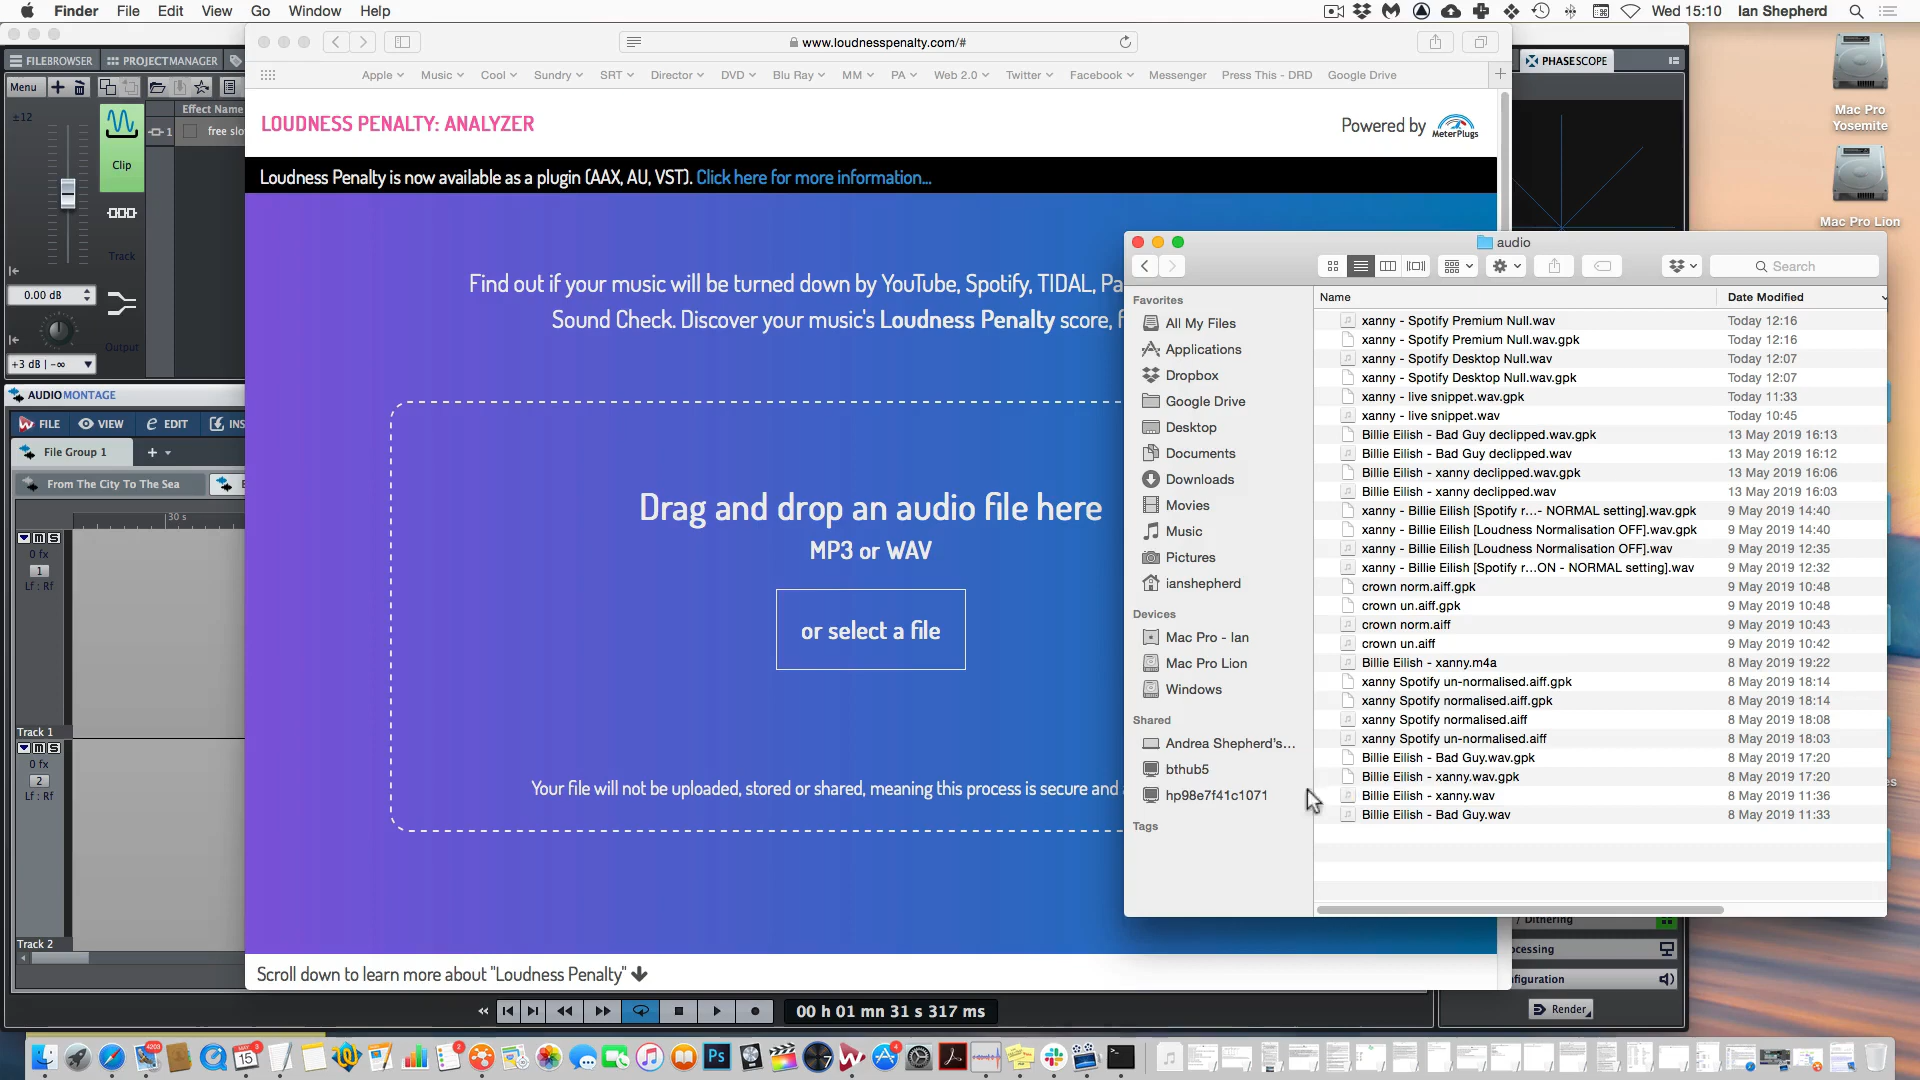 Finder File Edit View Go Window Help
Wed 15:10 Ian Shepherd
FILEBROWSER
PROJECTMANAGER
Menu
Effect Name
±12
1
free slo
Clip
Track
0.00 dB
Output
+3 dB | -∞
AUDIOMONTAGE
FILE VIEW EDIT INS
File Group 1
From The City To The Sea
30 s
0 fx
1
Lf : Rf
Track 1
0 fx
2
Lf : Rf
Track 2
www.loudnesspenalty.com/#
Apple Music Cool Sundry SRT Director DVD Blu Ray MM PA Web 2.0 Twitter Facebook Messenger Press This - DRD Google Drive
LOUDNESS PENALTY: ANALYZER
Powered by MeterPlugs
Loudness Penalty is now available as a plugin (AAX, AU, VST). Click here for more information...
Find out if your music will be turned down by YouTube, Spotify, TIDAL, Pa
Sound Check. Discover your music's Loudness Penalty score, f
Drag and drop an audio file here
MP3 or WAV
or select a file
Your file will not be uploaded, stored or shared, meaning this process is secure and
Scroll down to learn more about "Loudness Penalty"
00 h 01 mn 31 s 317 ms
PHASESCOPE
Mac Pro
Yosemite
Mac Pro Lion
audio
Search
Favorites
All My Files
Applications
Dropbox
Google Drive
Desktop
Documents
Downloads
Movies
Music
Pictures
ianshepherd
Devices
Mac Pro - Ian
Mac Pro Lion
Windows
Shared
Andrea Shepherd's...
bthub5
hp98e7f41c1071
Tags
Name Date Modified
xanny - Spotify Premium Null.wav Today 12:16
xanny - Spotify Premium Null.wav.gpk Today 12:16
xanny - Spotify Desktop Null.wav Today 12:07
xanny - Spotify Desktop Null.wav.gpk Today 12:07
xanny - live snippet.wav.gpk Today 11:33
xanny - live snippet.wav Today 10:45
Billie Eilish - Bad Guy declipped.wav.gpk 13 May 2019 16:13
Billie Eilish - Bad Guy declipped.wav 13 May 2019 16:12
Billie Eilish - xanny declipped.wav.gpk 13 May 2019 16:06
Billie Eilish - xanny declipped.wav 13 May 2019 16:03
xanny - Billie Eilish [Spotify r...- NORMAL setting].wav.gpk 9 May 2019 14:40
xanny - Billie Eilish [Loudness Normalisation OFF].wav.gpk 9 May 2019 14:40
xanny - Billie Eilish [Loudness Normalisation OFF].wav 9 May 2019 12:35
xanny - Billie Eilish [Spotify r...ON - NORMAL setting].wav 9 May 2019 12:32
crown norm.aiff.gpk 9 May 2019 10:48
crown un.aiff.gpk 9 May 2019 10:48
crown norm.aiff 9 May 2019 10:43
crown un.aiff 9 May 2019 10:42
Billie Eilish - xanny.m4a 8 May 2019 19:22
xanny Spotify un-normalised.aiff.gpk 8 May 2019 18:14
xanny Spotify normalised.aiff.gpk 8 May 2019 18:14
xanny Spotify normalised.aiff 8 May 2019 18:08
xanny Spotify un-normalised.aiff 8 May 2019 18:03
Billie Eilish - Bad Guy.wav.gpk 8 May 2019 17:20
Billie Eilish - xanny.wav.gpk 8 May 2019 17:20
Billie Eilish - xanny.wav 8 May 2019 11:36
Billie Eilish - Bad Guy.wav 8 May 2019 11:33
/ Dithering
ocessing
nfiguration
Render